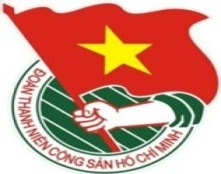 ĐOÀN THANH NIÊN CỘNG SẢN HỒ CHÍ MINH